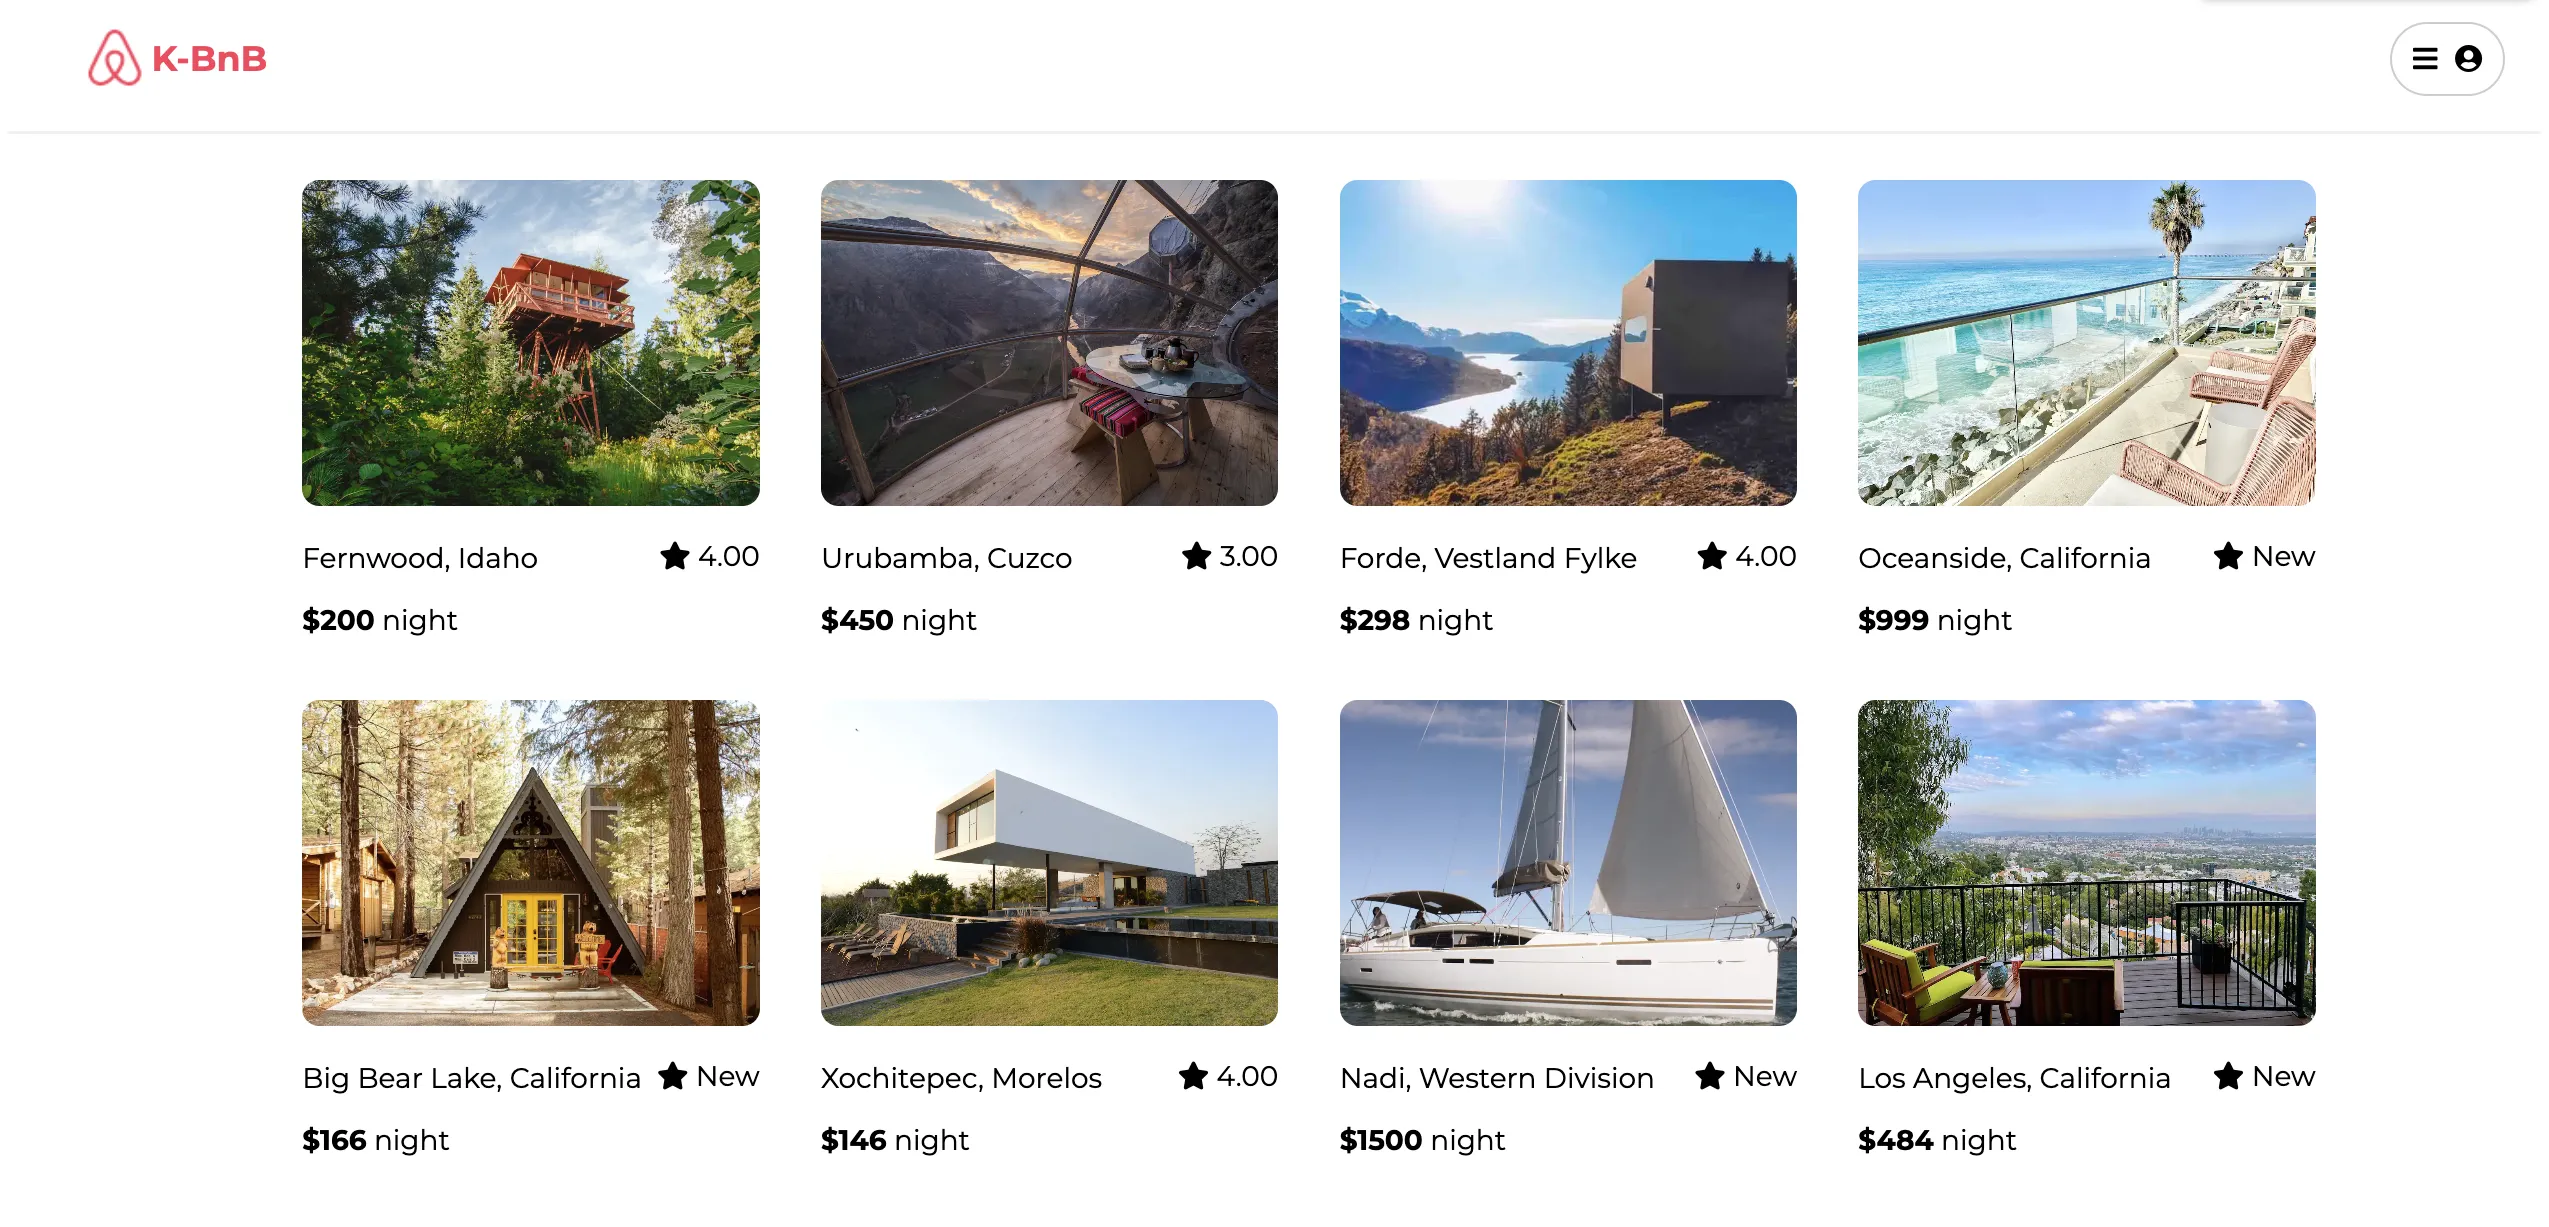 K-BnB
Fernwood, Idaho ★ 4.00
$200 night
Urubamba, Cuzco ★ 3.00
$450 night
Forde, Vestland Fylke ★ 4.00
$298 night
Oceanside, California ★ New
$999 night
Big Bear Lake, California ★ New
$166 night
Xochitepec, Morelos ★ 4.00
$146 night
Nadi, Western Division ★ New
$1500 night
Los Angeles, California ★ New
$484 night